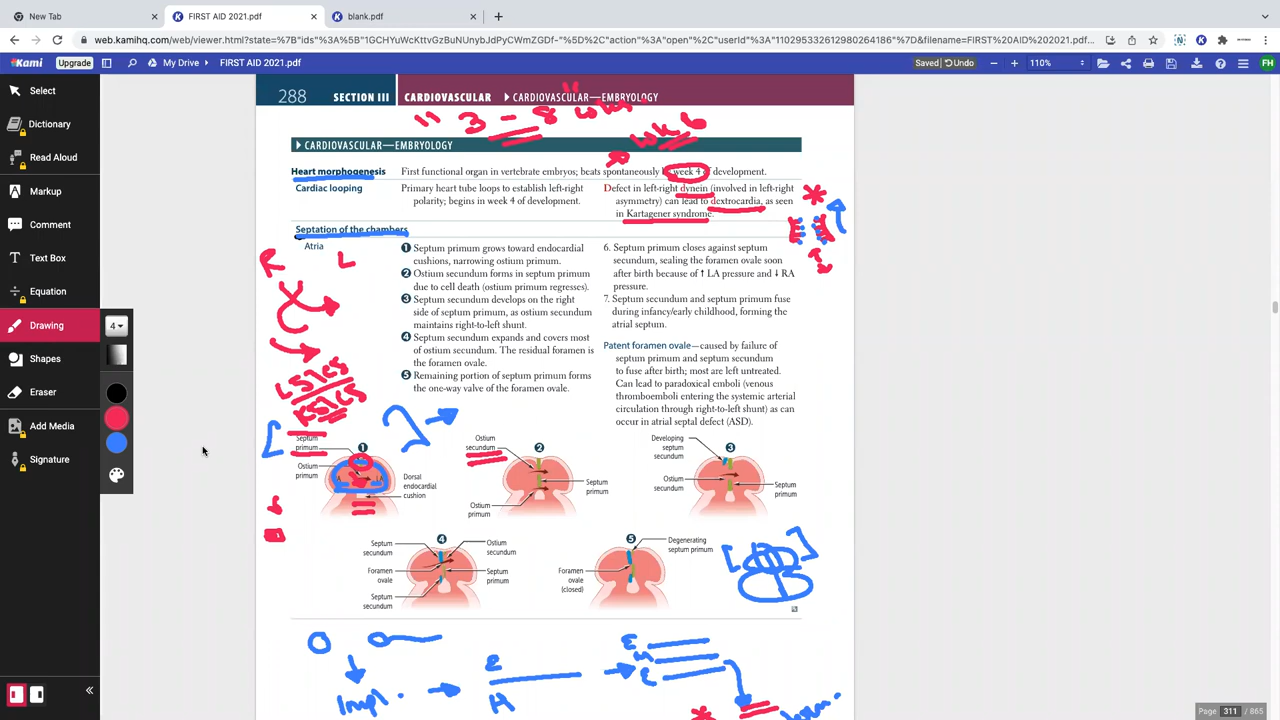 New Tab
FIRST AID 2021.pdf
blank.pdf
web.kamihq.com/web/viewer.html?state=%7B"ids"%3A%5B"1GCHYuWcKttvGzBuNUnybJdPyCWmZGDf-"%5D%2C"action"%3A"open"%2C"userId"%3A"110295332612980264186"%7D&filename=FIRST%20AID%202021.pdf...
Kami
Upgrade
My Drive
FIRST AID 2021.pdf
Saved
Undo
110%
FH
Select
Dictionary
Read Aloud
Markup
Comment
Text Box
Equation
Drawing
Shapes
Eraser
Add Media
Signature
4
288 SECTION III CARDIOVASCULAR CARDIOVASCULAR—EMBRYOLOGY
3 - 8
wk 6
CARDIOVASCULAR—EMBRYOLOGY
Heart morphogenesis First functional organ in vertebrate embryos; beats spontaneously by week 4 of development.
Cardiac looping Primary heart tube loops to establish left-right
polarity; begins in week 4 of development.
Defect in left-right dynein (involved in left-right
asymmetry) can lead to dextrocardia, as seen
in Kartagener syndrome.
Septation of the chambers
Atria
R L
1 Septum primum grows toward endocardial
cushions, narrowing ostium primum.
2 Ostium secundum forms in septum primum
due to cell death (ostium primum regresses).
3 Septum secundum develops on the right
side of septum primum, as ostium secundum
maintains right-to-left shunt.
4 Septum secundum expands and covers most
of ostium secundum. The residual foramen is
the foramen ovale.
5 Remaining portion of septum primum forms
the one-way valve of the foramen ovale.
6. Septum primum closes against septum
secundum, sealing the foramen ovale soon
after birth because of ↑ LA pressure and ↓ RA
pressure.
7. Septum secundum and septum primum fuse
during infancy/early childhood, forming the
atrial septum.
Patent foramen ovale—caused by failure of
septum primum and septum secundum
to fuse after birth; most are left untreated.
Can lead to paradoxical emboli (venous
thromboemboli entering the systemic arterial
circulation through right-to-left shunt) as can
occur in atrial septal defect (ASD).
1
Septum
primum
Ostium
primum
Dorsal
endocardial
cushion
2
Ostium
secundum
Ostium
primum
Septum
primum
3
Developing
septum
secundum
Ostium
secundum
Septum
primum
4
Septum
secundum
Foramen
ovale
Septum
secundum
Ostium
secundum
Septum
primum
5
Foramen
ovale
(closed)
Degenerating
septum primum
Impl.
E
H
E
M
E
Page 311 / 865